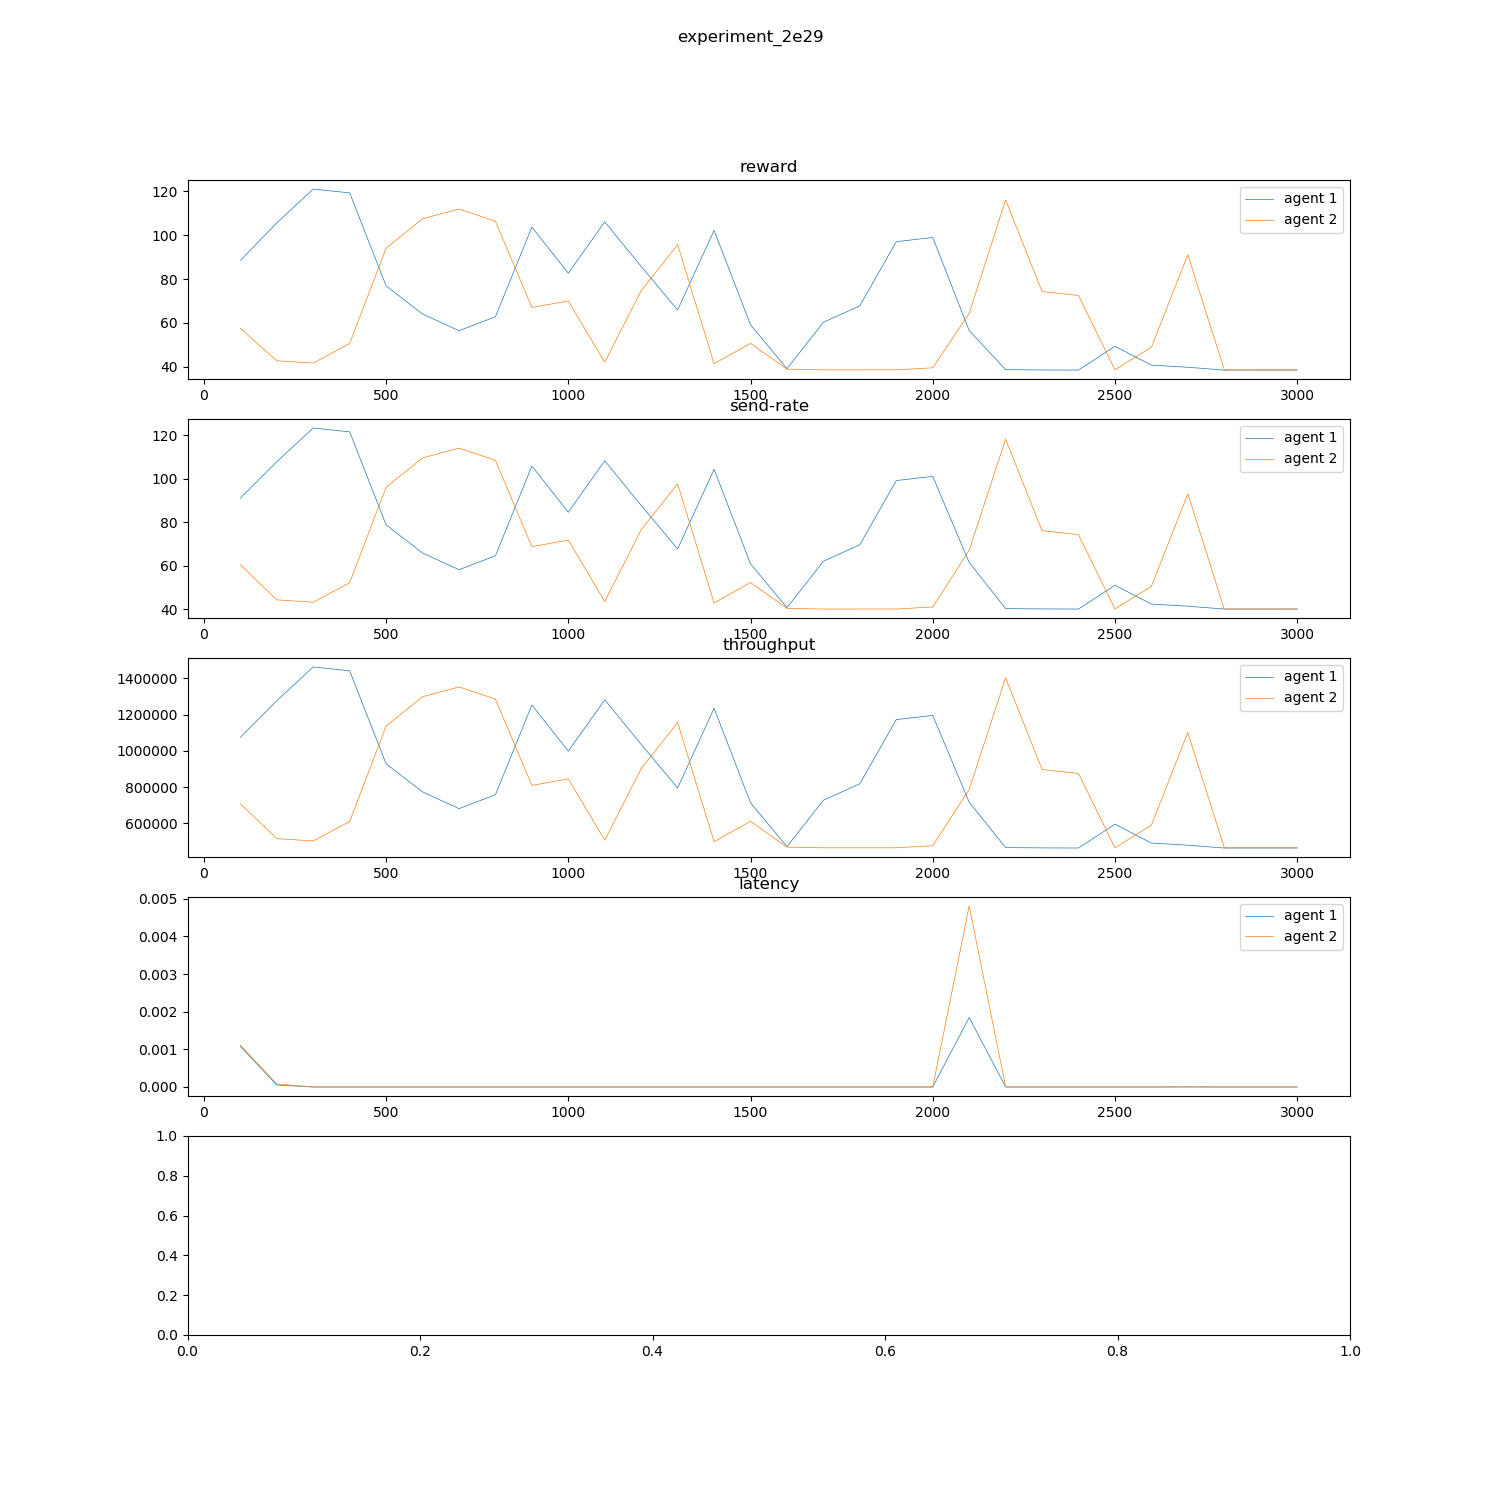 experiment_2e29
reward
120
100
80
60
40
agent 1
agent 2
0 500 1000 1500 2000 2500 3000
send-rate
120
100
80
60
40
agent 1
agent 2
0 500 1000 1500 2000 2500 3000
throughput
1400000
1200000
1000000
800000
600000
agent 1
agent 2
0 500 1000 1500 2000 2500 3000
latency
0.005
0.004
0.003
0.002
0.001
0.000
agent 1
agent 2
0 500 1000 1500 2000 2500 3000
1.0
0.8
0.6
0.4
0.2
0.0
0.0 0.2 0.4 0.6 0.8 1.0